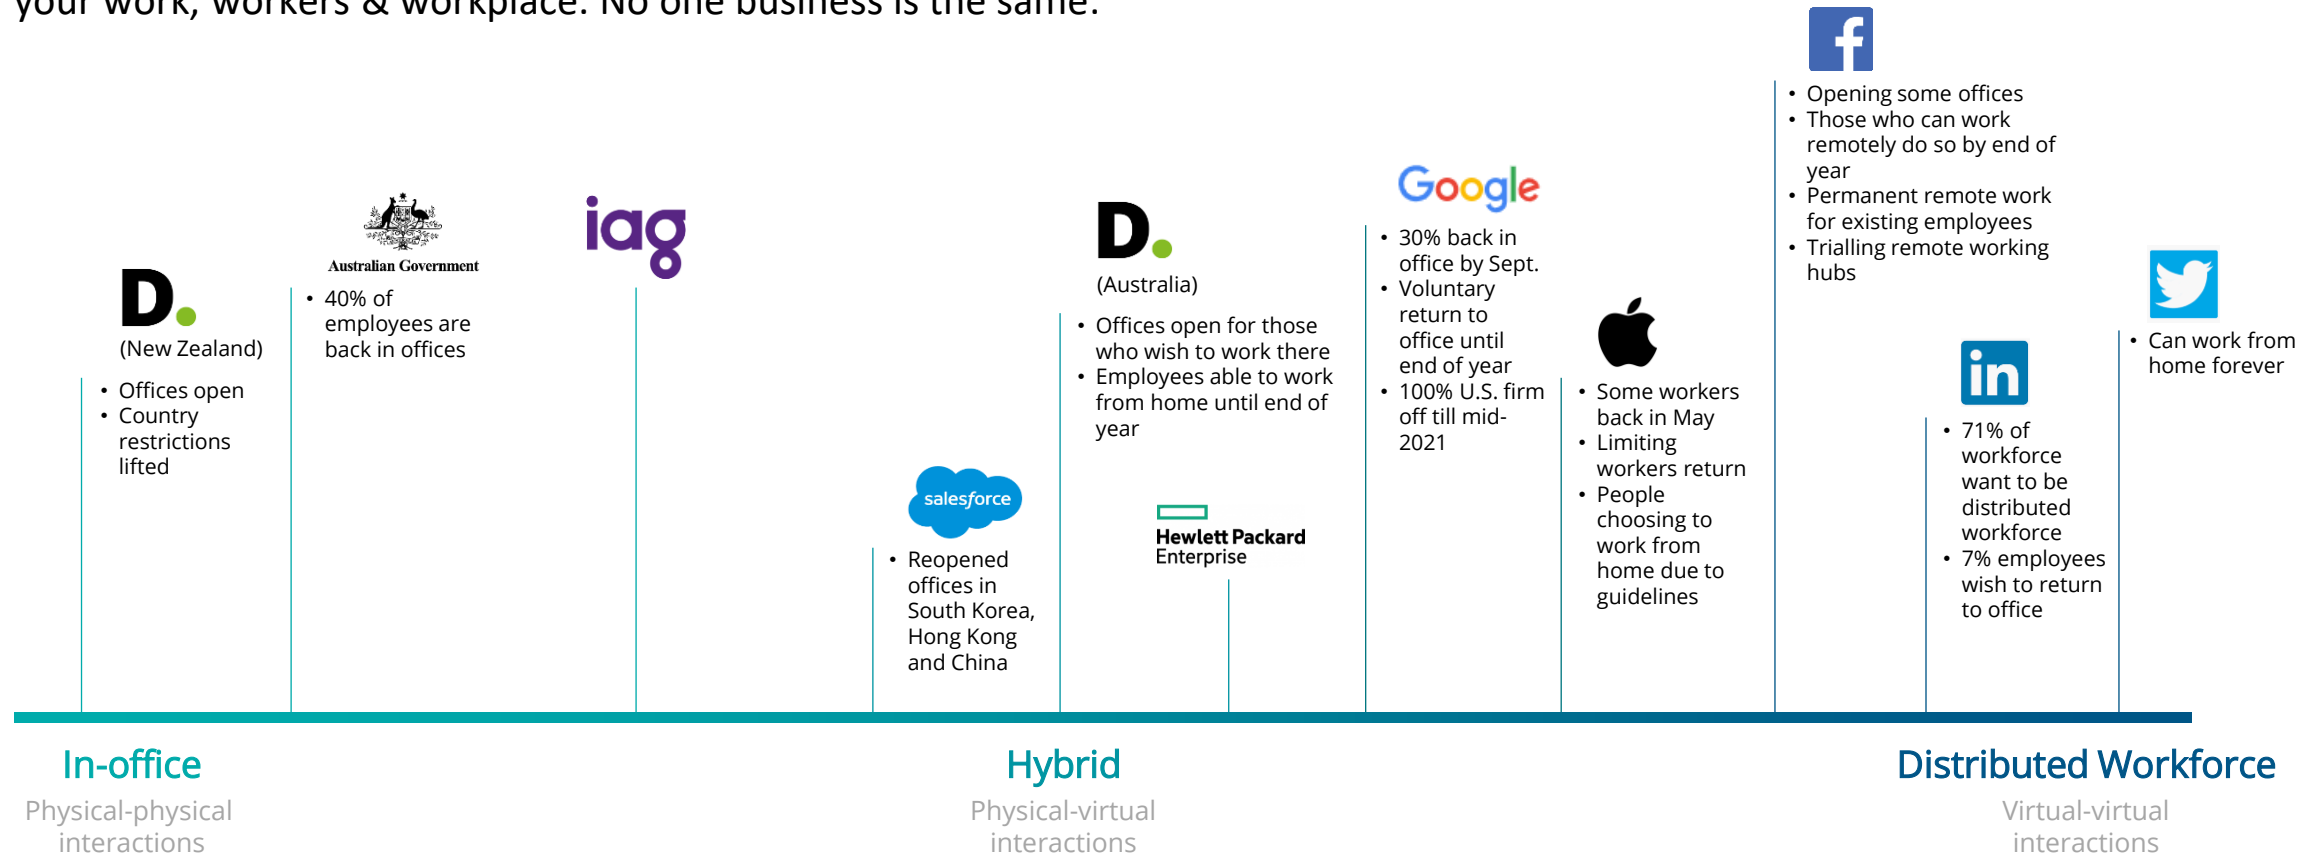 your work, workers & workplace. No one business is the same.
D.
(New Zealand)
• Offices open
• Country
restrictions
lifted
Australian Government
• 40% of
employees are
back in offices
iag
salesforce
• Reopened
offices in
South Korea,
Hong Kong
and China
D.
(Australia)
• Offices open for those
who wish to work there
• Employees able to work
from home until end of
year
Hewlett Packard
Enterprise
Google
• 30% back in
office by Sept.
• Voluntary
return to
office until
end of year
• 100% U.S. firm
off till mid-
2021
• Some workers
back in May
• Limiting
workers return
• People
choosing to
work from
home due to
guidelines
f
• Opening some offices
• Those who can work
remotely do so by end of
year
• Permanent remote work
for existing employees
• Trialling remote working
hubs
in
• 71% of
workforce
want to be
distributed
workforce
• 7% employees
wish to return
to office
• Can work from
home forever
In-office
Physical-physical
interactions
Hybrid
Physical-virtual
interactions
Distributed Workforce
Virtual-virtual
interactions